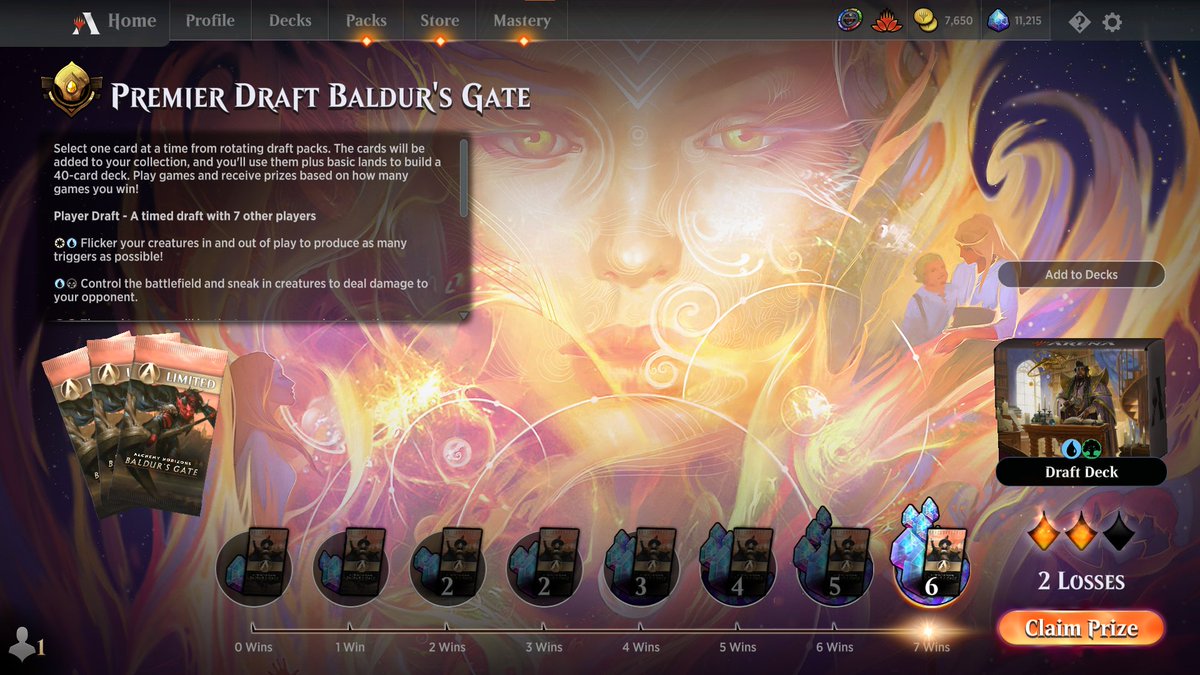 Home
Profile
Decks
Packs
Store
Mastery
7,650
11,215
PREMIER DRAFT BALDUR'S GATE
Select one card at a time from rotating draft packs. The cards will be
added to your collection, and you'll use them plus basic lands to build a
40-card deck. Play games and receive prizes based on how many
games you win!
Player Draft - A timed draft with 7 other players
Flicker your creatures in and out of play to produce as many
triggers as possible!
Control the battlefield and sneak in creatures to deal damage to
your opponent.
Add to Decks
LIMITED
ALCHEMY HORIZONS
BALDUR'S GATE
ARENA
Draft Deck
2
2
3
4
5
6
2 LOSSES
Claim Prize
0 Wins
1 Win
2 Wins
3 Wins
4 Wins
5 Wins
6 Wins
7 Wins
1